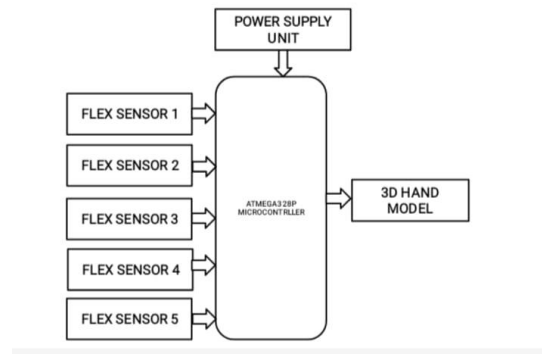 POWER SUPPLY
UNIT
FLEX SENSOR 1
FLEX SENSOR 2
FLEX SENSOR 3
FLEX SENSOR 4
FLEX SENSOR 5
ATMEGA328P
MICROCONTRLLER
3D HAND
MODEL